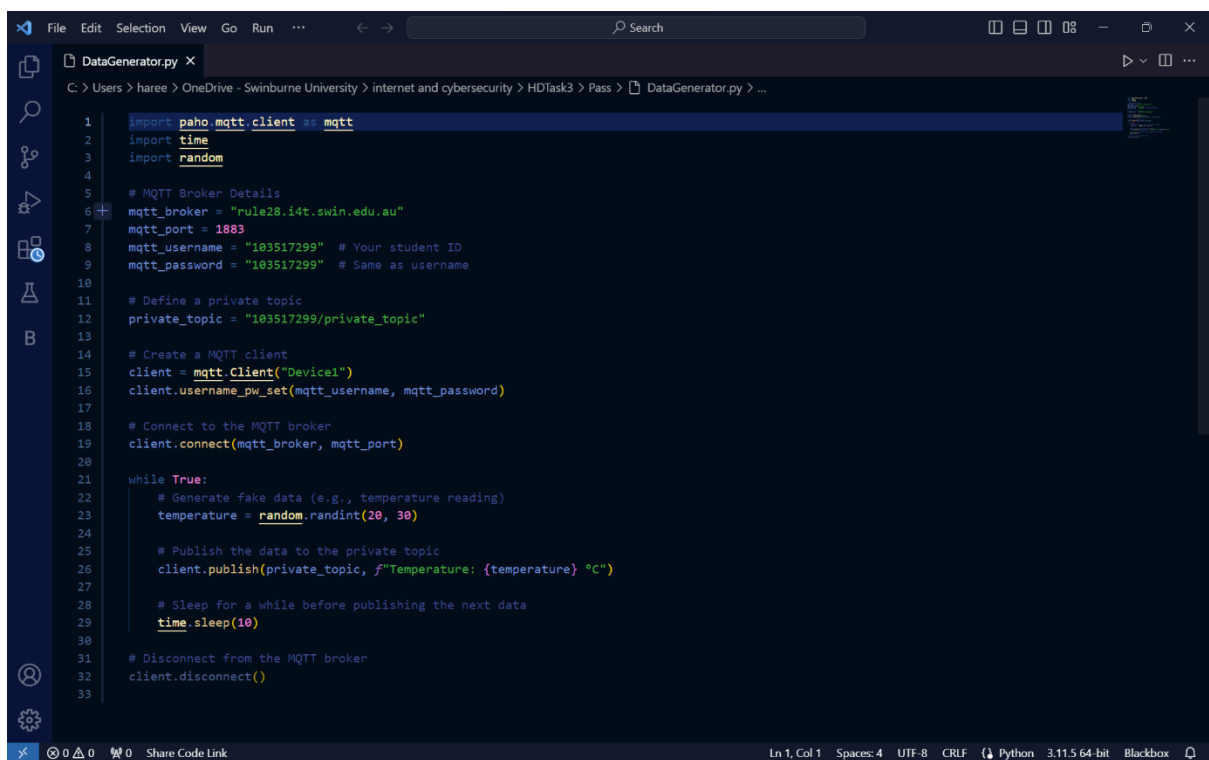 File Edit Selection View Go Run ··· Search
DataGenerator.py
C: > Users > haree > OneDrive - Swinburne University > internet and cybersecurity > HDTask3 > Pass > DataGenerator.py > ...
1 import paho.mqtt.client as mqtt
2 import time
3 import random
4
5 # MQTT Broker Details
6 mqtt_broker = "rule28.i4t.swin.edu.au"
7 mqtt_port = 1883
8 mqtt_username = "103517299" # Your student ID
9 mqtt_password = "103517299" # Same as username
10
11 # Define a private topic
12 private_topic = "103517299/private_topic"
13
14 # Create a MQTT client
15 client = mqtt.Client("Device1")
16 client.username_pw_set(mqtt_username, mqtt_password)
17
18 # Connect to the MQTT broker
19 client.connect(mqtt_broker, mqtt_port)
20
21 while True:
22 # Generate fake data (e.g., temperature reading)
23 temperature = random.randint(20, 30)
24
25 # Publish the data to the private topic
26 client.publish(private_topic, f"Temperature: {temperature} °C")
27
28 # Sleep for a while before publishing the next data
29 time.sleep(10)
30
31 # Disconnect from the MQTT broker
32 client.disconnect()
33
B
0 0 0 Share Code Link Ln 1, Col 1 Spaces: 4 UTF-8 CRLF Python 3.11.5 64-bit Blackbox